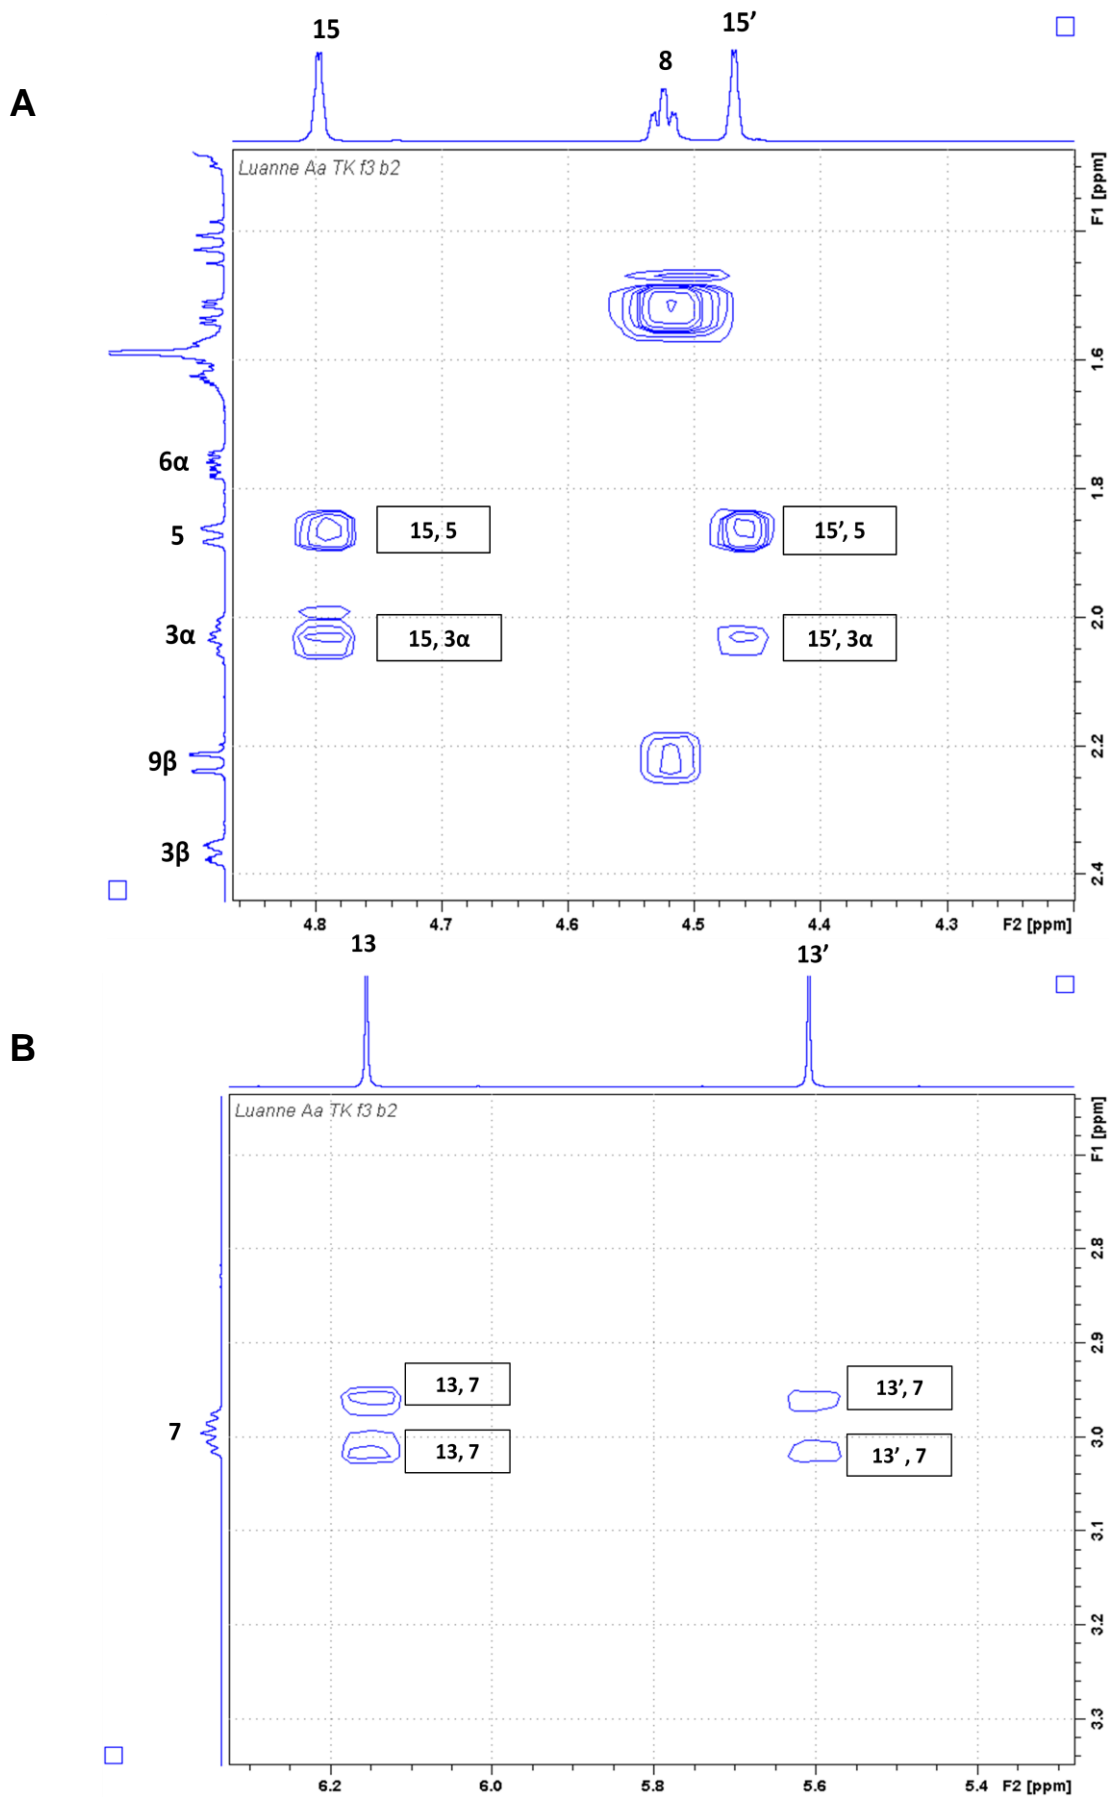 15
15’
8
A
Luanne Aa TK f3 b2
F1 [ppm]
1.6
6α
1.8
5
15, 5
15’, 5
2.0
3α
15, 3α
15’, 3α
2.2
9β
3β
2.4
4.8
4.7
4.6
4.5
4.4
4.3
F2 [ppm]
13
13’
B
Luanne Aa TK f3 b2
F1 [ppm]
2.8
2.9
13, 7
13’, 7
7
3.0
13, 7
13’ , 7
3.1
3.2
3.3
6.2
6.0
5.8
5.6
5.4
F2 [ppm]